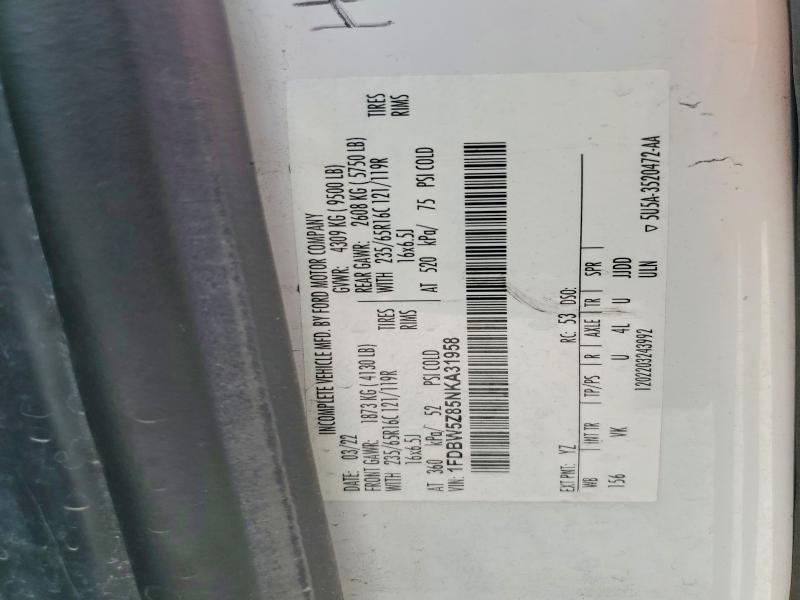 INCOMPLETE VEHICLE MFD. BY FORD MOTOR COMPANY
DATE: 03/22 GVWR: 4309 KG ( 9500 LB)
FRONT GAWR: 1873 KG ( 4130 LB) REAR GAWR: 2608 KG ( 5750 LB)
WITH 235/65R16C 121/119R TIRES WITH 235/65R16C 121/119R TIRES
16x6.5J RIMS 16x6.5J RIMS
AT 360 kPa/ 52 PSI COLD AT 520 kPa/ 75 PSI COLD
VIN: 1FDBW5Z85NKA31958
EXT PNT: YZ RC: 53 DSO:
WB INT TR TP/PS R AXLE TR SPR
156 VK U 4L U JJDD
1202203243992 ULN
▽ 5U5A-3520472-AA